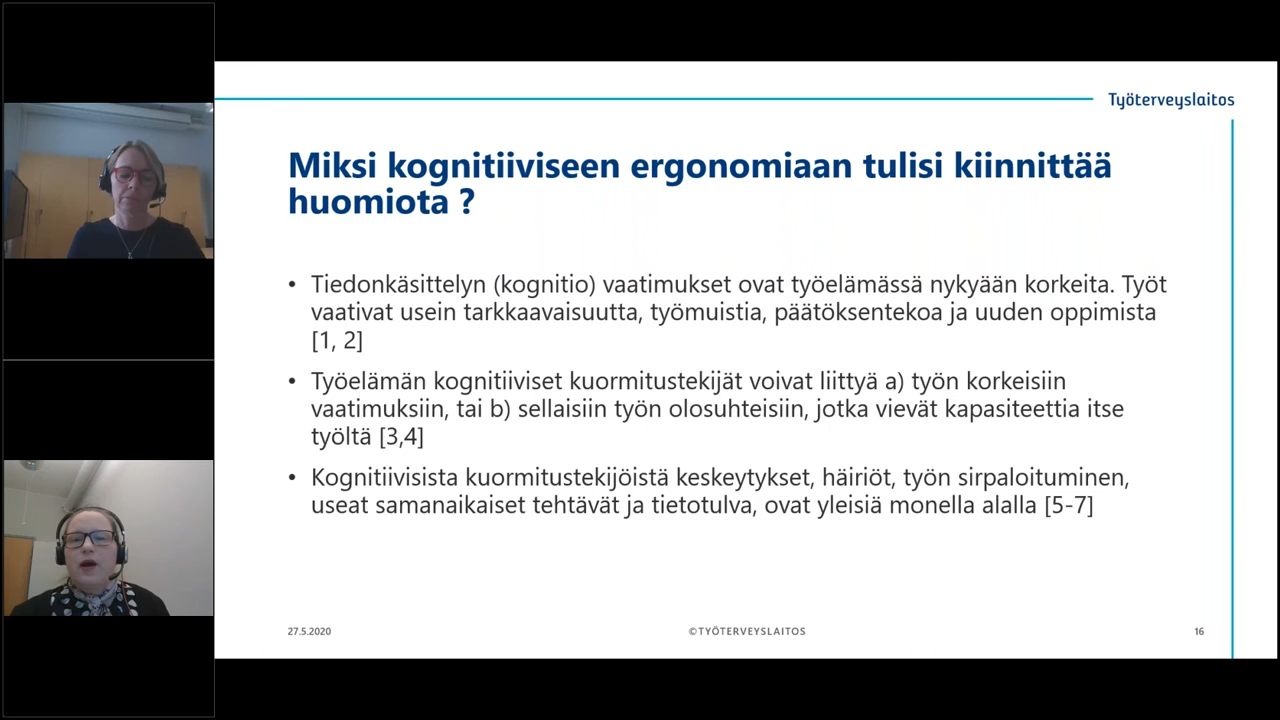 Työterveyslaitos
Miksi kognitiiviseen ergonomiaan tulisi kiinnittää
huomiota ?
• Tiedonkäsittelyn (kognitio) vaatimukset ovat työelämässä nykyään korkeita. Työt
vaativat usein tarkkaavaisuutta, työmuistia, päätöksentekoa ja uuden oppimista
[1, 2]
• Työelämän kognitiiviset kuormitustekijät voivat liittyä a) työn korkeisiin
vaatimuksiin, tai b) sellaisiin työn olosuhteisiin, jotka vievät kapasiteettia itse
työltä [3,4]
• Kognitiivisista kuormitustekijöistä keskeytykset, häiriöt, työn sirpaloituminen,
useat samanaikaiset tehtävät ja tietotulva, ovat yleisiä monella alalla [5-7]
27.5.2020 ©TYÖTERVEYSLAITOS 16